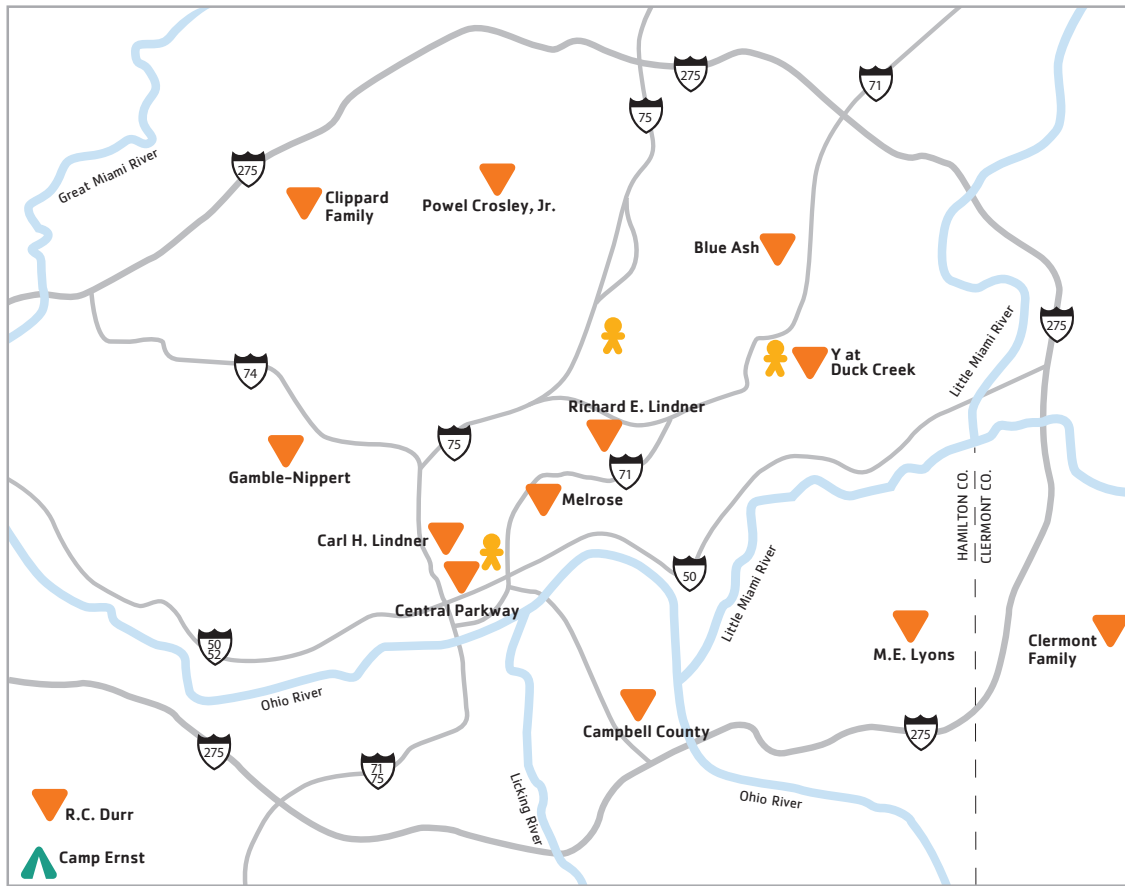 275
71
75
Great Miami River
275
Clippard
Family
Powel Crosley, Jr.
Blue Ash
Little Miami River
275
Y at
Duck Creek
74
Richard E. Lindner
75
Gamble-Nippert
71
Melrose
HAMILTON CO.
CLERMONT CO.
Carl H. Lindner
50
Central Parkway
Little Miami River
50
52
M.E. Lyons
Clermont
Family
Ohio River
Campbell County
275
275
71
75
Licking River
Ohio River
R.C. Durr
Camp Ernst